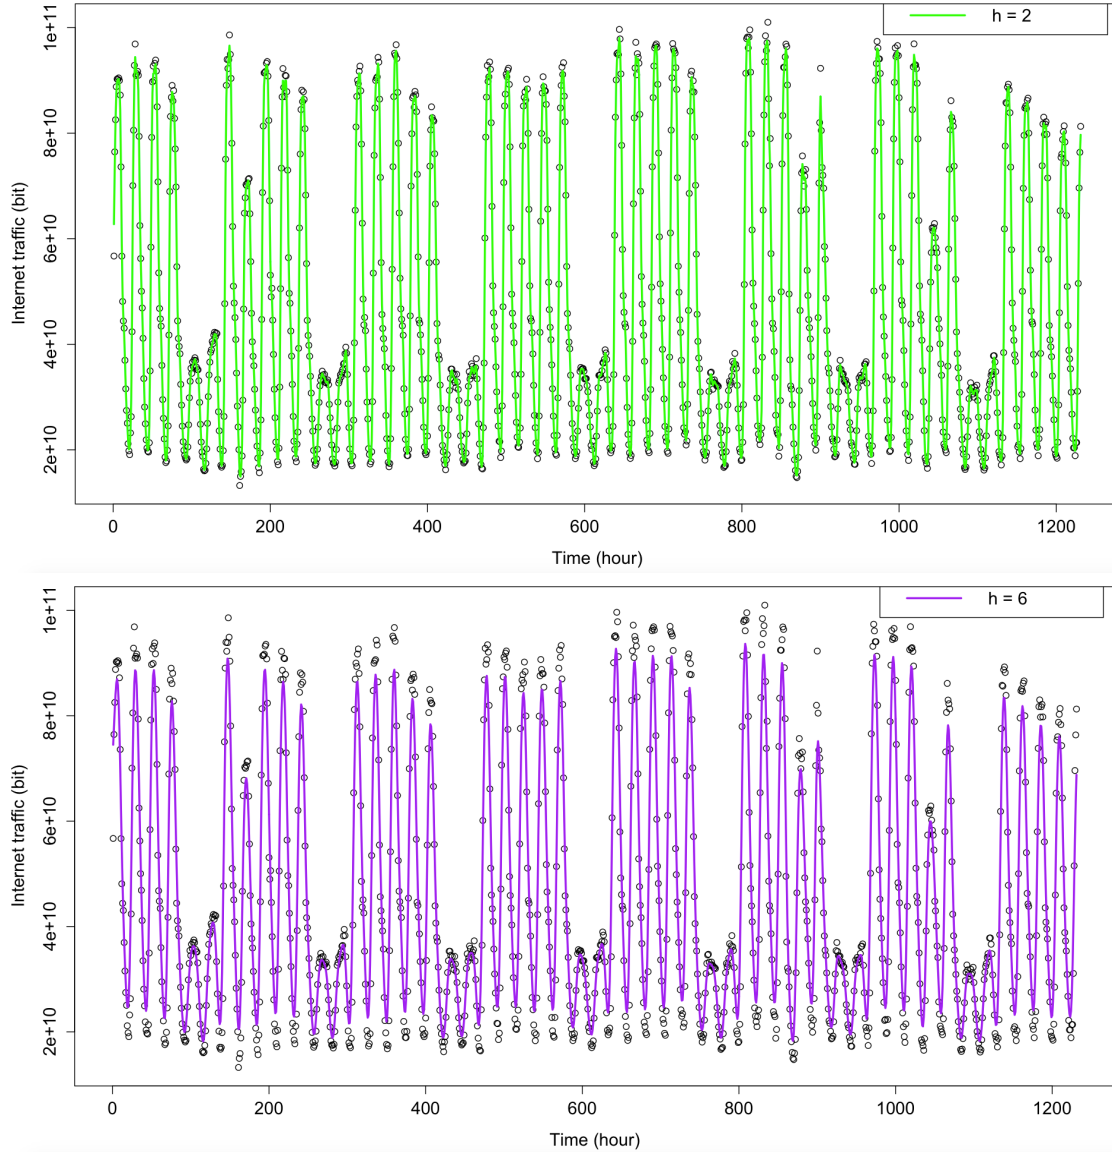 h = 2
1e+11
8e+10
6e+10
4e+10
2e+10
Internet traffic (bit)
0 200 400 600 800 1000 1200
Time (hour)
h = 6
1e+11
8e+10
6e+10
4e+10
2e+10
Internet traffic (bit)
0 200 400 600 800 1000 1200
Time (hour)